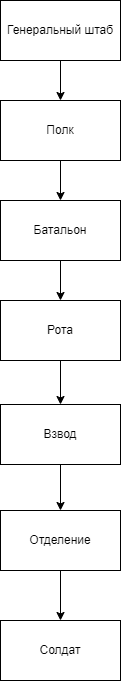 Генеральный штаб
Полк
Батальон
Рота
Взвод
Отделение
Солдат